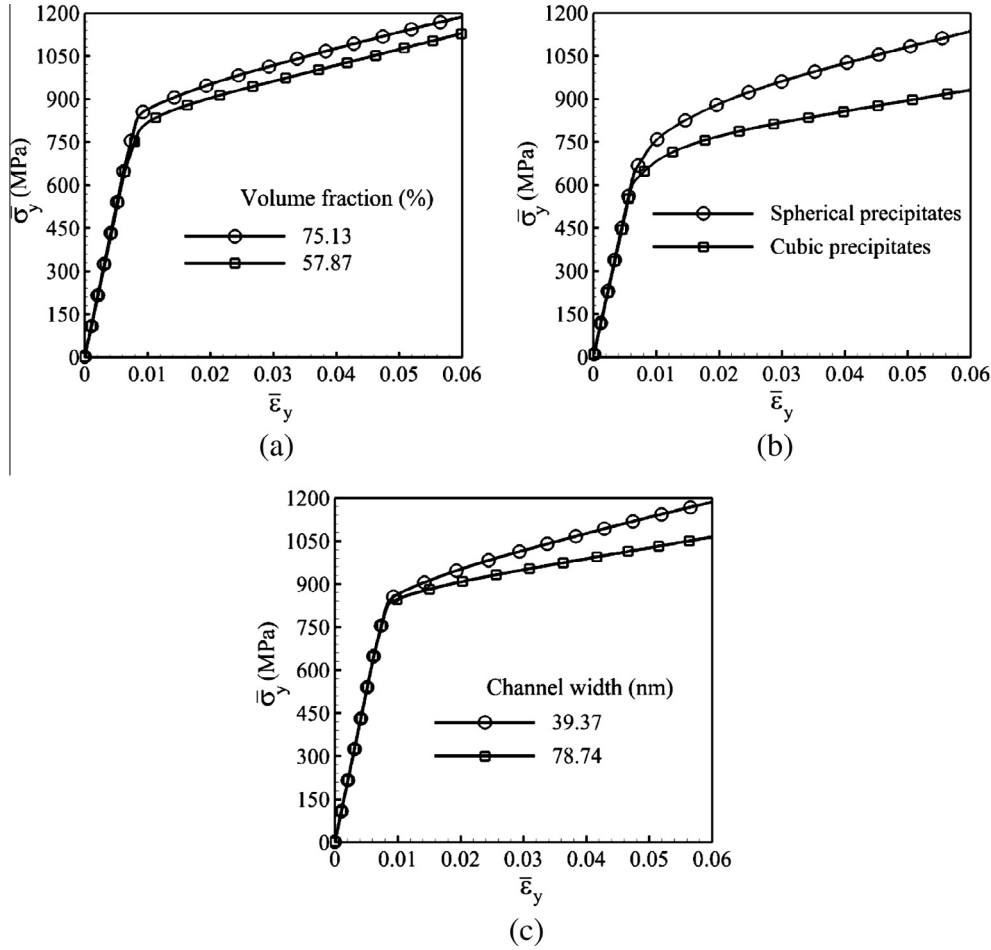 1200
1050
900
750
600
450
300
150
0
σ̄y (MPa)
Volume fraction (%)
75.13
57.87
0 0.01 0.02 0.03 0.04 0.05 0.06
ε̄y
(a)
1200
1050
900
750
600
450
300
150
0
σ̄y (MPa)
Spherical precipitates
Cubic precipitates
0 0.01 0.02 0.03 0.04 0.05 0.06
ε̄y
(b)
1200
1050
900
750
600
450
300
150
0
σ̄y (MPa)
Channel width (nm)
39.37
78.74
0 0.01 0.02 0.03 0.04 0.05 0.06
ε̄y
(c)